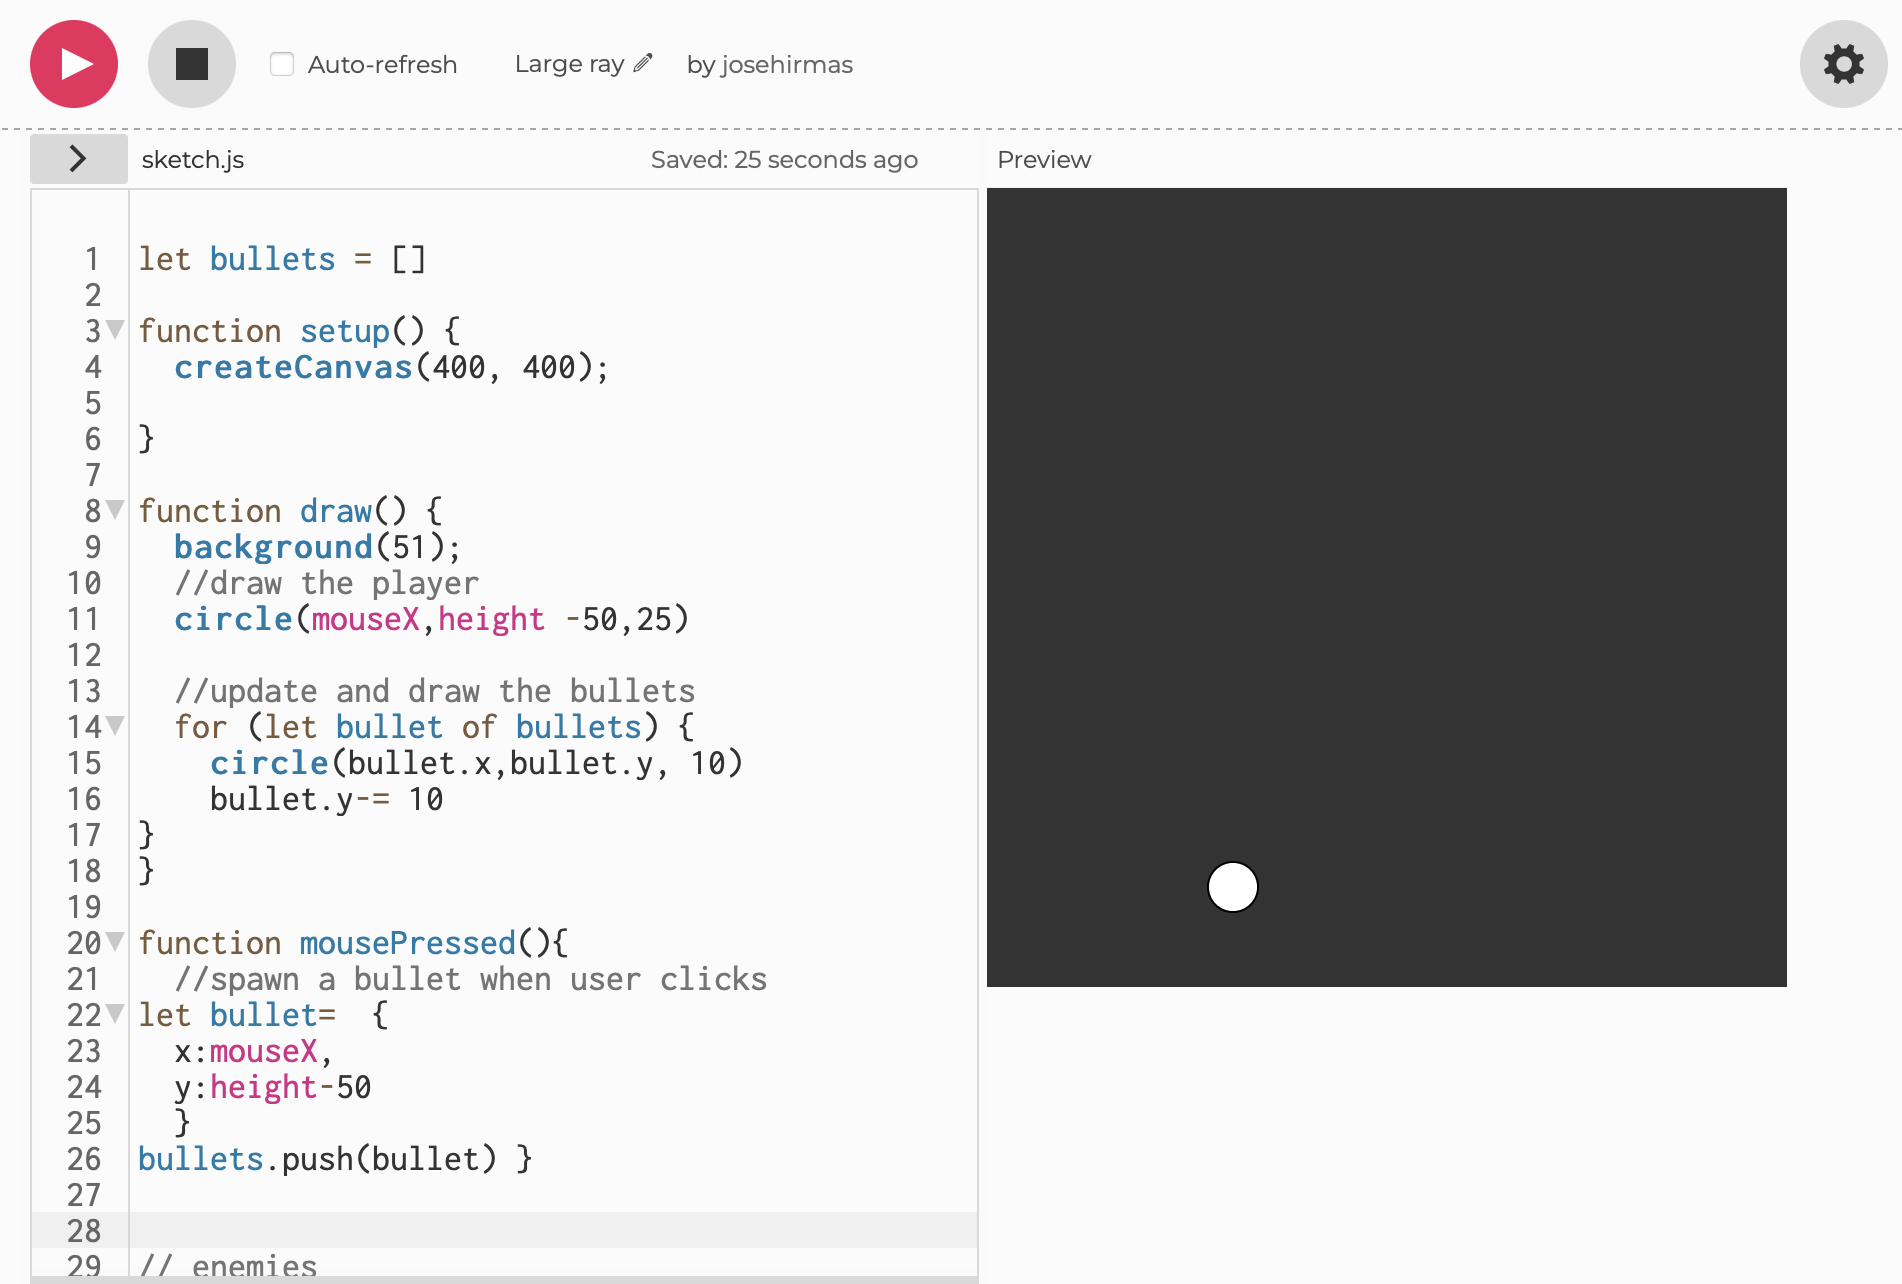 Auto-refresh Large ray by josehirmas
sketch.js Saved: 25 seconds ago Preview
1 let bullets = []
2
3 function setup() {
4   createCanvas(400, 400);
5
6 }
7
8 function draw() {
9   background(51);
10   //draw the player
11   circle(mouseX,height -50,25)
12
13   //update and draw the bullets
14   for (let bullet of bullets) {
15     circle(bullet.x,bullet.y, 10)
16     bullet.y-= 10
17 }
18 }
19
20 function mousePressed(){
21   //spawn a bullet when user clicks
22 let bullet=  {
23   x:mouseX,
24   y:height-50
25   }
26 bullets.push(bullet) }
27
28
29 // enemies